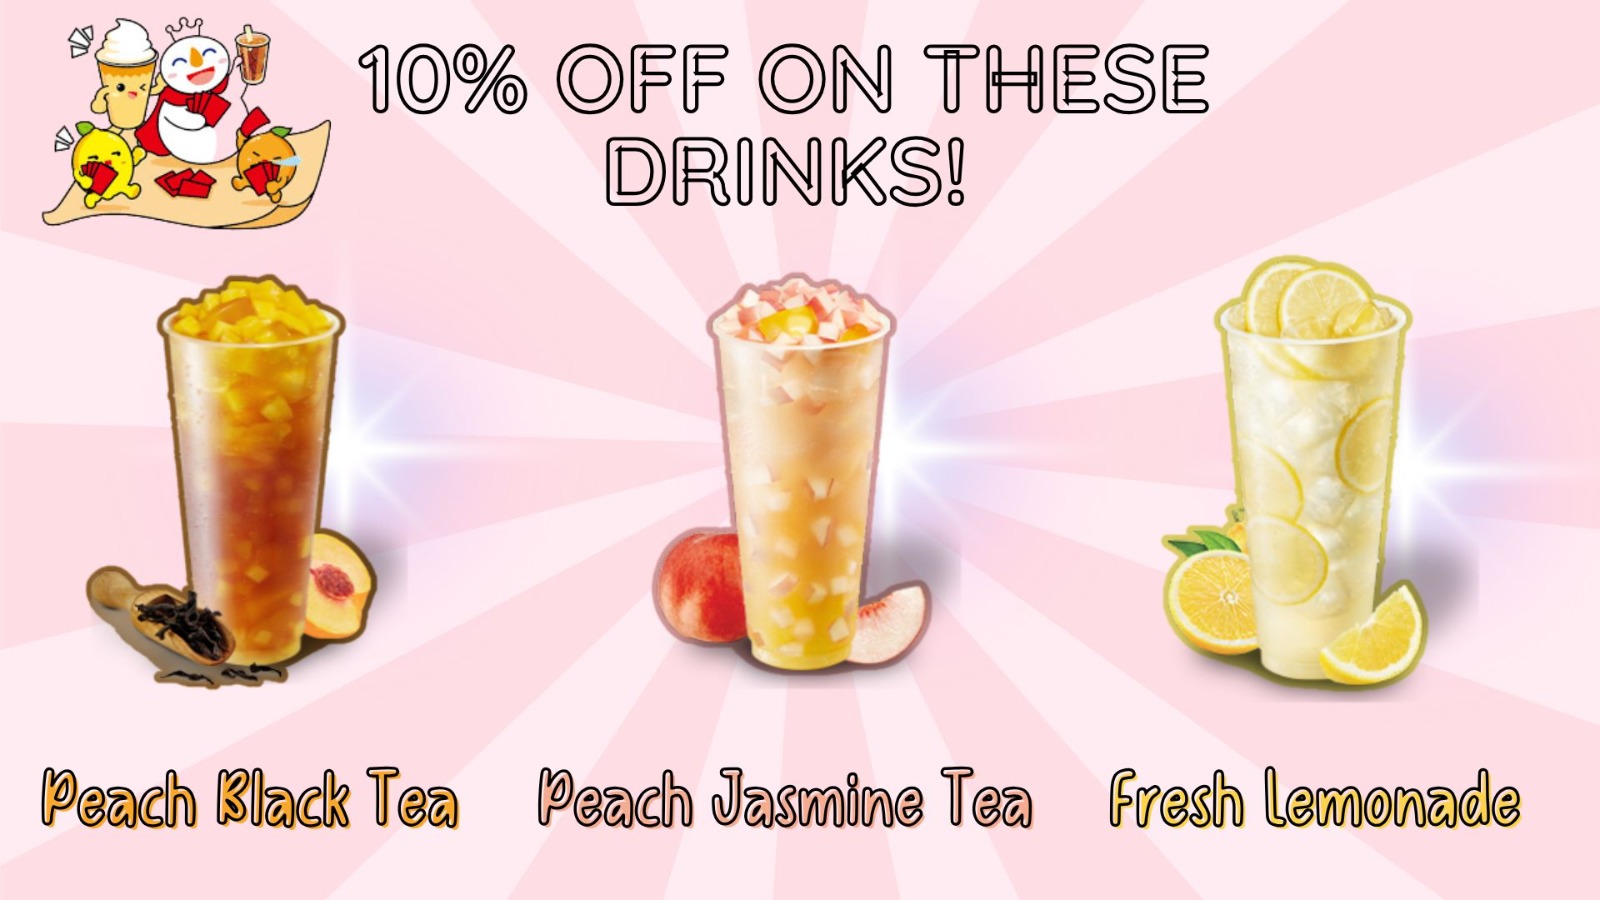 10% OFF ON THESE
DRINKS!
Peach Black Tea
Peach Jasmine Tea
Fresh Lemonade